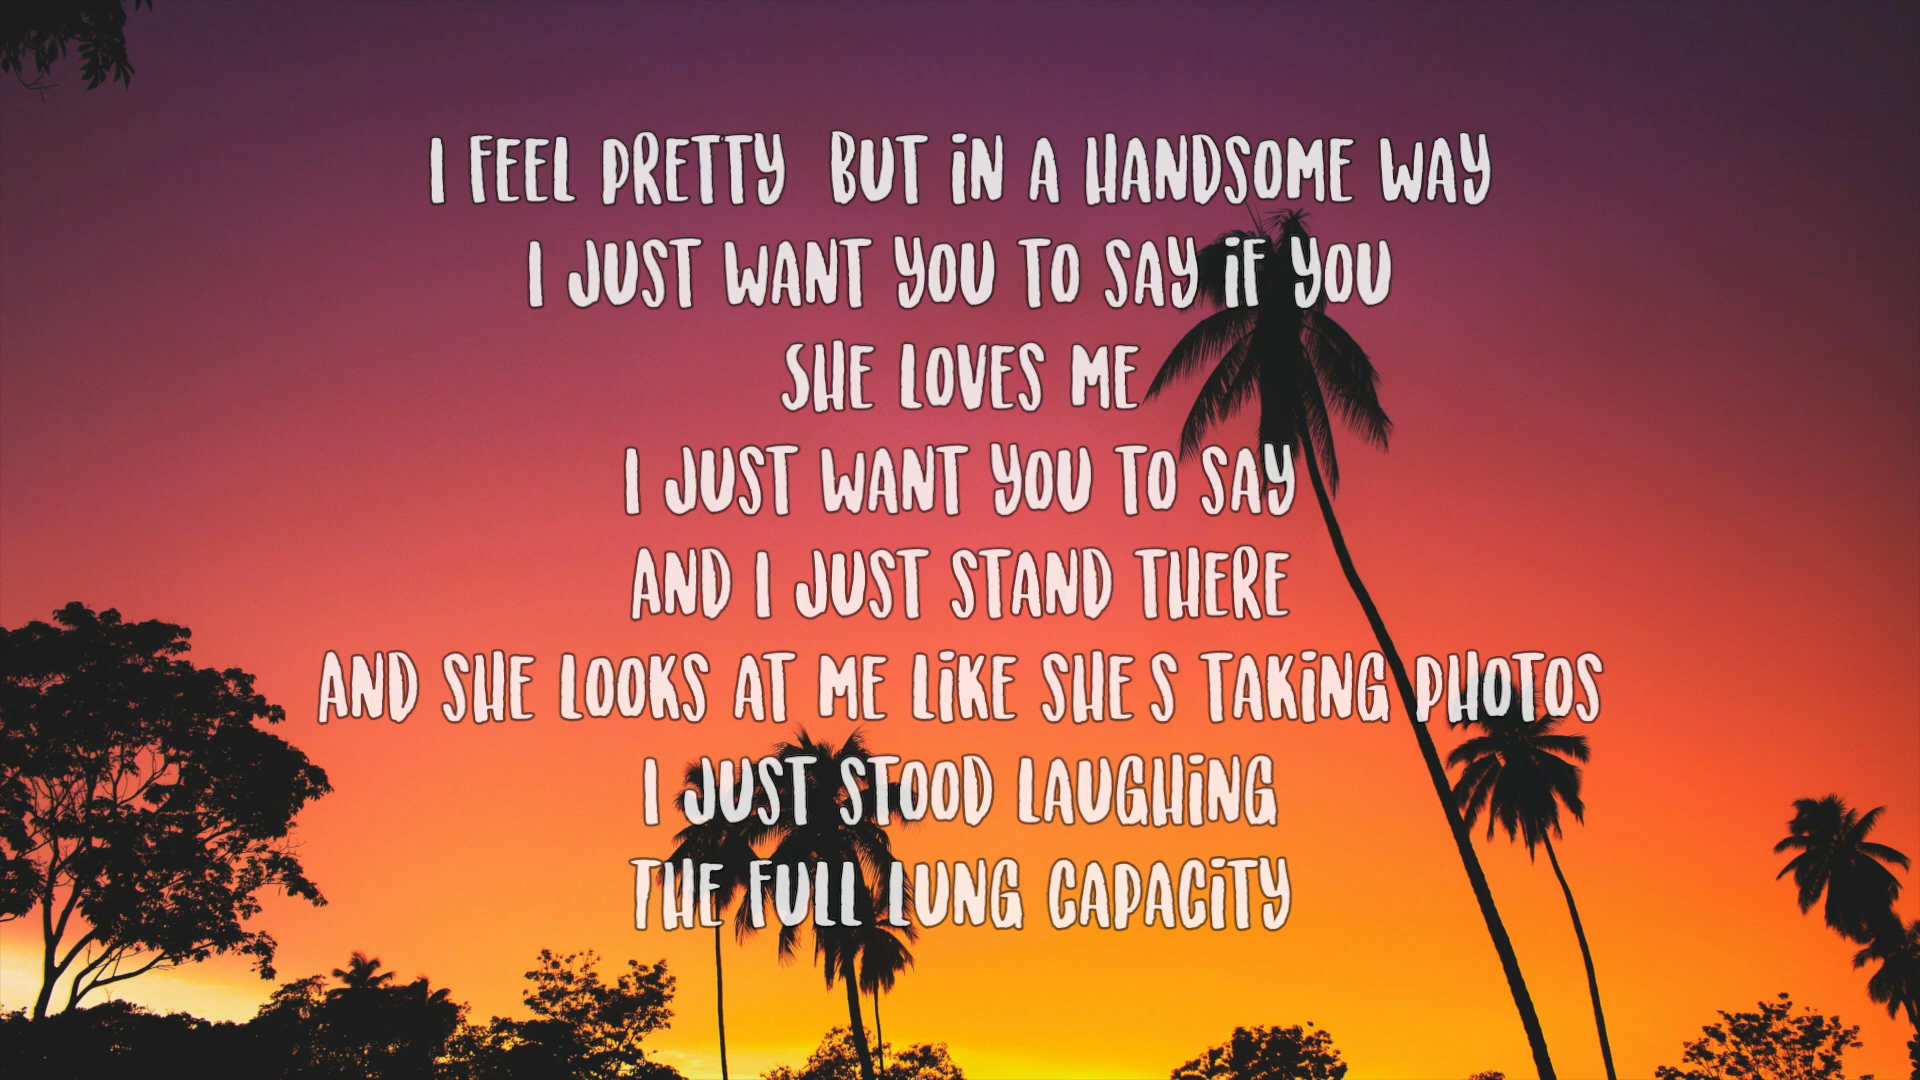 I FEEL PRETTY BUT IN A HANDSOME WAY
I JUST WANT YOU TO SAY IF YOU
SHE LOVES ME
I JUST WANT YOU TO SAY
AND I JUST STAND THERE
AND SHE LOOKS AT ME LIKE SHE'S TAKING PHOTOS
I JUST STOOD LAUGHING
THE FULL LUNG CAPACITY